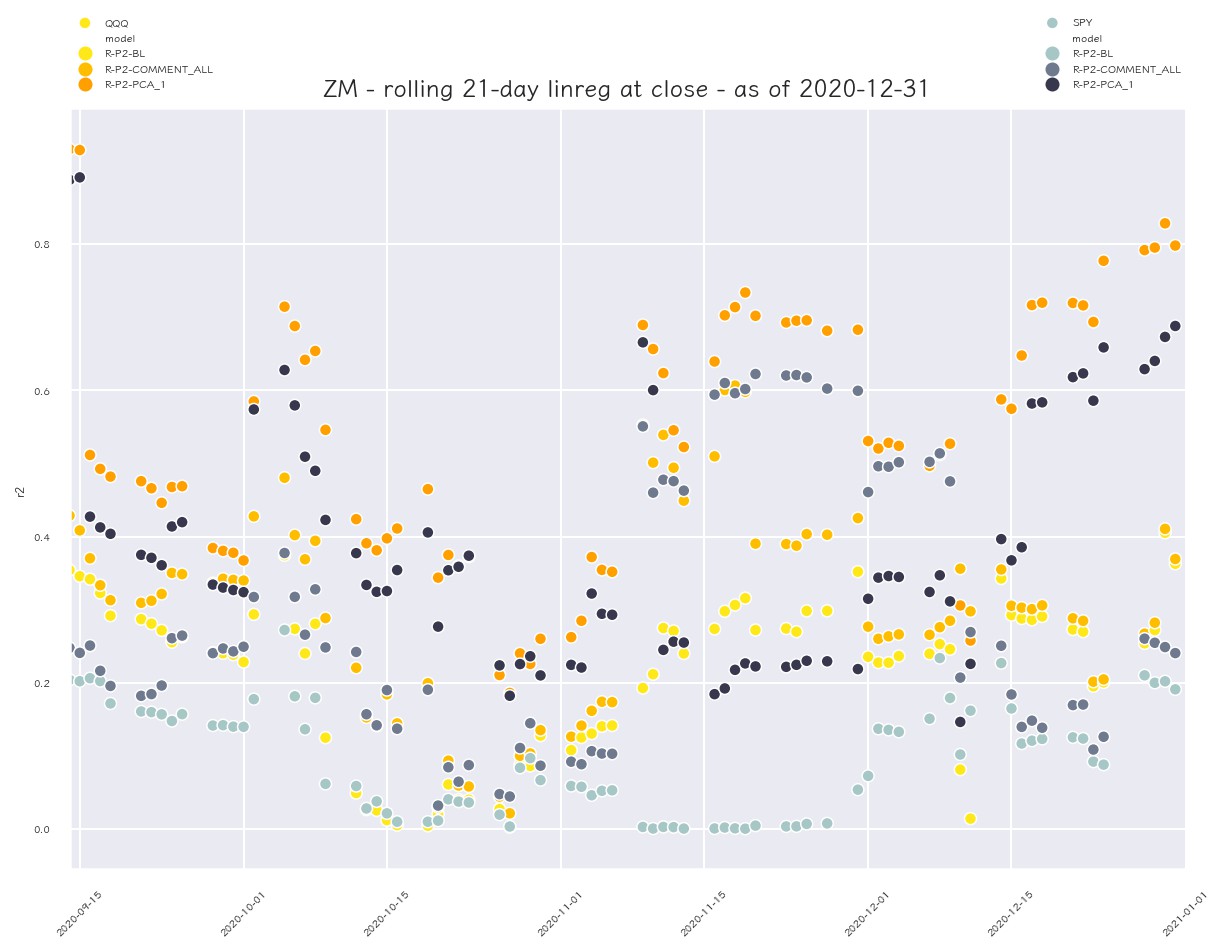 QQQ
model
R-P2-BL
R-P2-COMMENT_ALL
R-P2-PCA_1
SPY
model
R-P2-BL
R-P2-COMMENT_ALL
R-P2-PCA_1
ZM - rolling 21-day linreg at close - as of 2020-12-31
r2
0.8
0.6
0.4
0.2
0.0
2020-09-15
2020-10-01
2020-10-15
2020-11-01
2020-11-15
2020-12-01
2020-12-15
2021-01-01